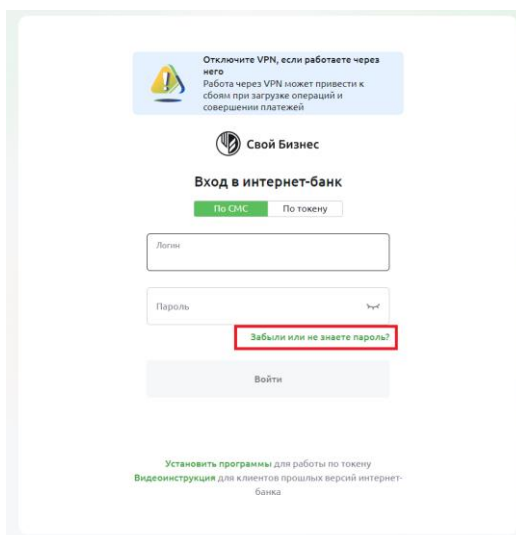 Отключите VPN, если работаете через
него
Работа через VPN может привести к
сбоям при загрузке операций и
совершении платежей
Свой Бизнес
Вход в интернет-банк
По СМС По токену
Логин
Пароль
Забыли или не знаете пароль?
Войти
Установить программы для работы по токену
Видеоинструкция для клиентов прошлых версий интернет-
банка